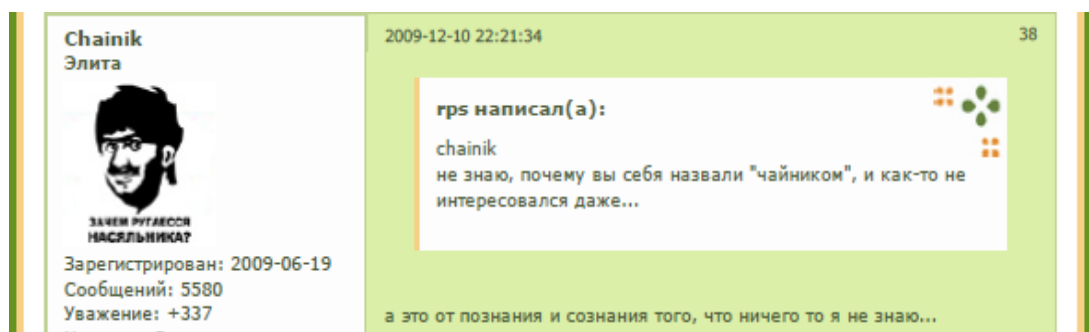 Chainik
Элита
ЗАЧЕМ РУГАЕССЯ
НАСЯЛЬНИКА?
Зарегистрирован: 2009-06-19
Сообщений: 5580
Уважение: +337
2009-12-10 22:21:34
38
rps написал(а):
chainik
не знаю, почему вы себя назвали "чайником", и как-то не
интересовался даже...
а это от познания и сознания того, что ничего то я не знаю...